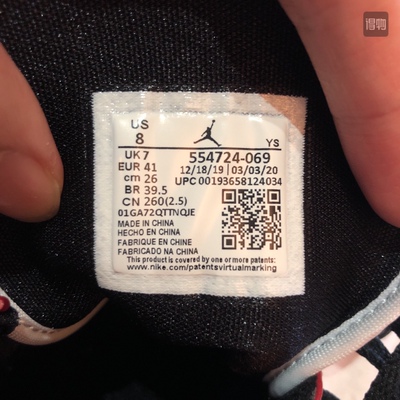 得物
US
8
YS
UK 7
EUR 41
cm 26
BR 39.5
CN 260(2.5)
554724-069
12/18/19 | 03/03/20
UPC 00193658124034
01GA72QTTNQJE
MADE IN CHINA
HECHO EN CHINA
FABRIQUE EN CHINE
FABRICADO NA CHINA
This product is covered by one or more patents:
www.nike.com/patentsvirtualmarking